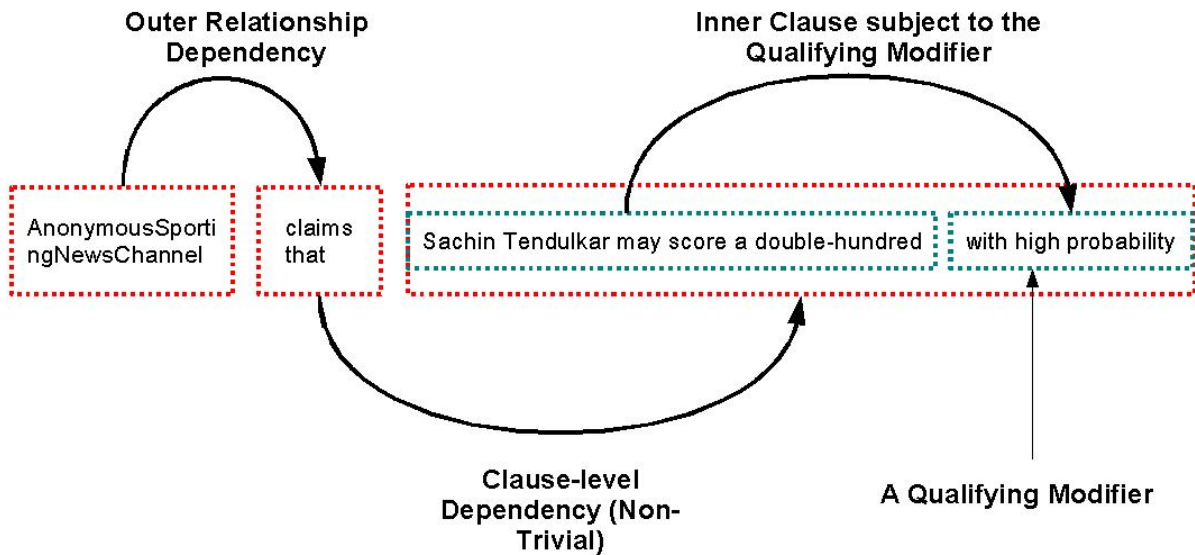 Outer Relationship
Dependency
Inner Clause subject to the
Qualifying Modifier
AnonymousSporti
ngNewsChannel
claims
that
Sachin Tendulkar may score a double-hundred
with high probability
Clause-level
Dependency (Non-
Trivial)
A Qualifying Modifier